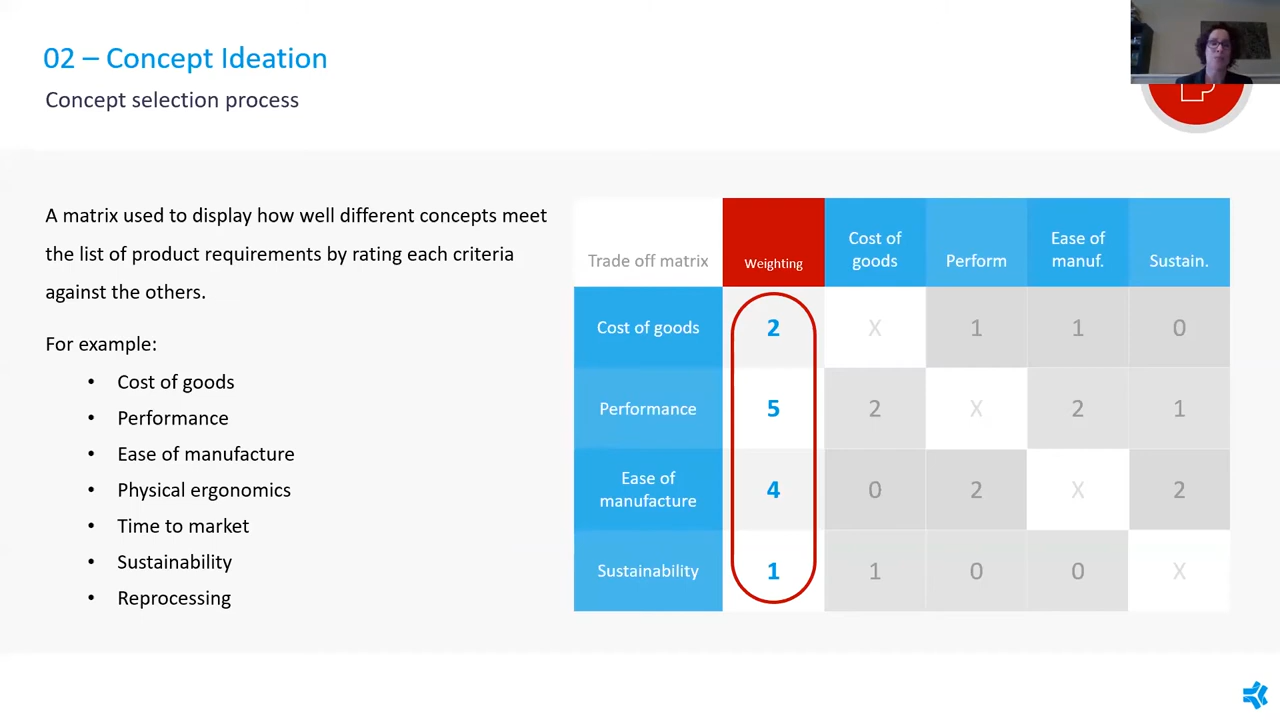 02 – Concept Ideation
Concept selection process
A matrix used to display how well different concepts meet
the list of product requirements by rating each criteria
against the others.
For example:
• Cost of goods
• Performance
• Ease of manufacture
• Physical ergonomics
• Time to market
• Sustainability
• Reprocessing
Trade off matrix Weighting Cost of goods Perform Ease of manuf. Sustain.
Cost of goods 2 X 1 1 0
Performance 5 2 X 2 1
Ease of manufacture 4 0 2 X 2
Sustainability 1 1 0 0 X